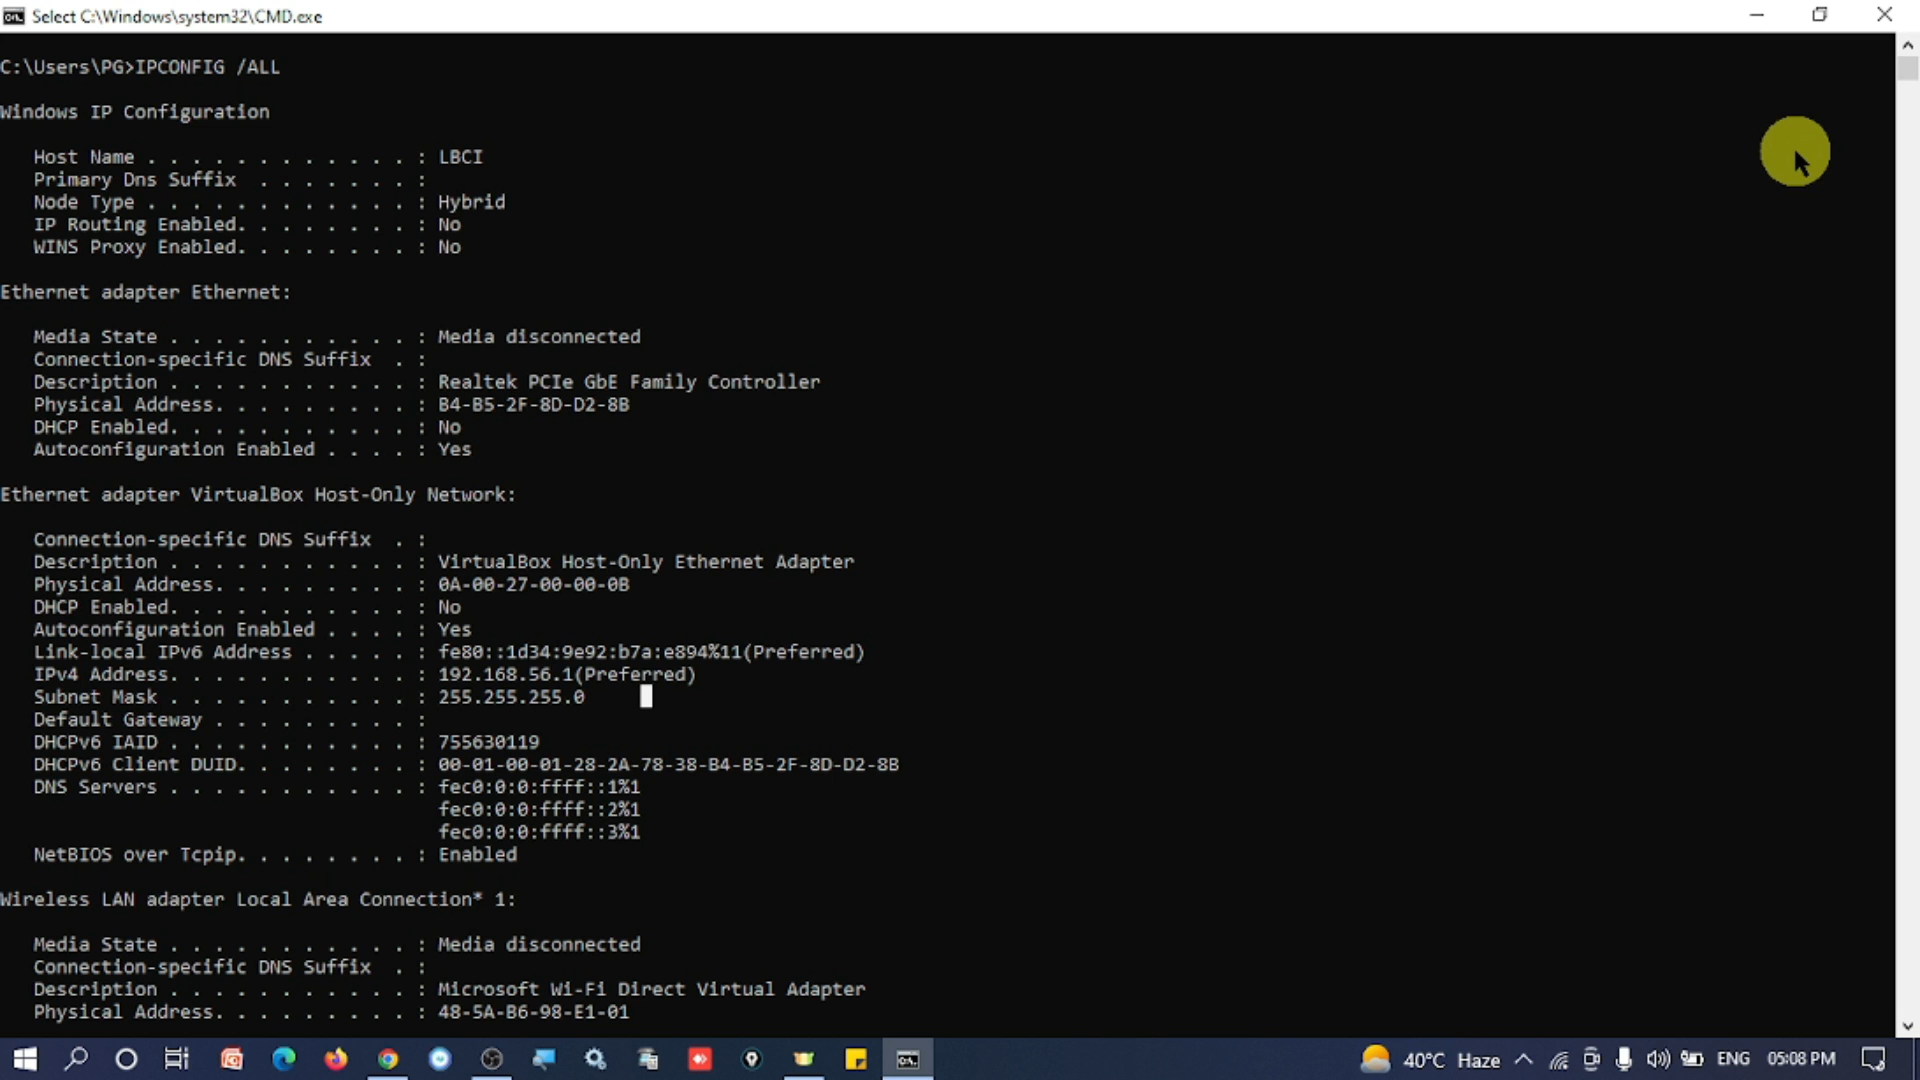 Select C:\Windows\system32\CMD.exe
C:\Users\PG>IPCONFIG /ALL
Windows IP Configuration
Host Name . . . . . . . . . . . . : LBCI
Primary Dns Suffix . . . . . . . :
Node Type . . . . . . . . . . . . : Hybrid
IP Routing Enabled. . . . . . . . : No
WINS Proxy Enabled. . . . . . . . : No
Ethernet adapter Ethernet:
Media State . . . . . . . . . . . : Media disconnected
Connection-specific DNS Suffix . :
Description . . . . . . . . . . . : Realtek PCIe GbE Family Controller
Physical Address. . . . . . . . . : B4-B5-2F-8D-D2-8B
DHCP Enabled. . . . . . . . . . . : No
Autoconfiguration Enabled . . . . : Yes
Ethernet adapter VirtualBox Host-Only Network:
Connection-specific DNS Suffix . :
Description . . . . . . . . . . . : VirtualBox Host-Only Ethernet Adapter
Physical Address. . . . . . . . . : 0A-00-27-00-00-0B
DHCP Enabled. . . . . . . . . . . : No
Autoconfiguration Enabled . . . . : Yes
Link-local IPv6 Address . . . . . : fe80::1d34:9e92:b7a:e894%11(Preferred)
IPv4 Address. . . . . . . . . . . : 192.168.56.1(Preferred)
Subnet Mask . . . . . . . . . . . : 255.255.255.0
Default Gateway . . . . . . . . . :
DHCPv6 IAID . . . . . . . . . . . : 755630119
DHCPv6 Client DUID. . . . . . . . : 00-01-00-01-28-2A-78-38-B4-B5-2F-8D-D2-8B
DNS Servers . . . . . . . . . . . : fec0:0:0:ffff::1%1
fec0:0:0:ffff::2%1
fec0:0:0:ffff::3%1
NetBIOS over Tcpip. . . . . . . . : Enabled
Wireless LAN adapter Local Area Connection* 1:
Media State . . . . . . . . . . . : Media disconnected
Connection-specific DNS Suffix . :
Description . . . . . . . . . . . : Microsoft Wi-Fi Direct Virtual Adapter
Physical Address. . . . . . . . . : 48-5A-B6-98-E1-01
40°C Haze ENG 05:08 PM